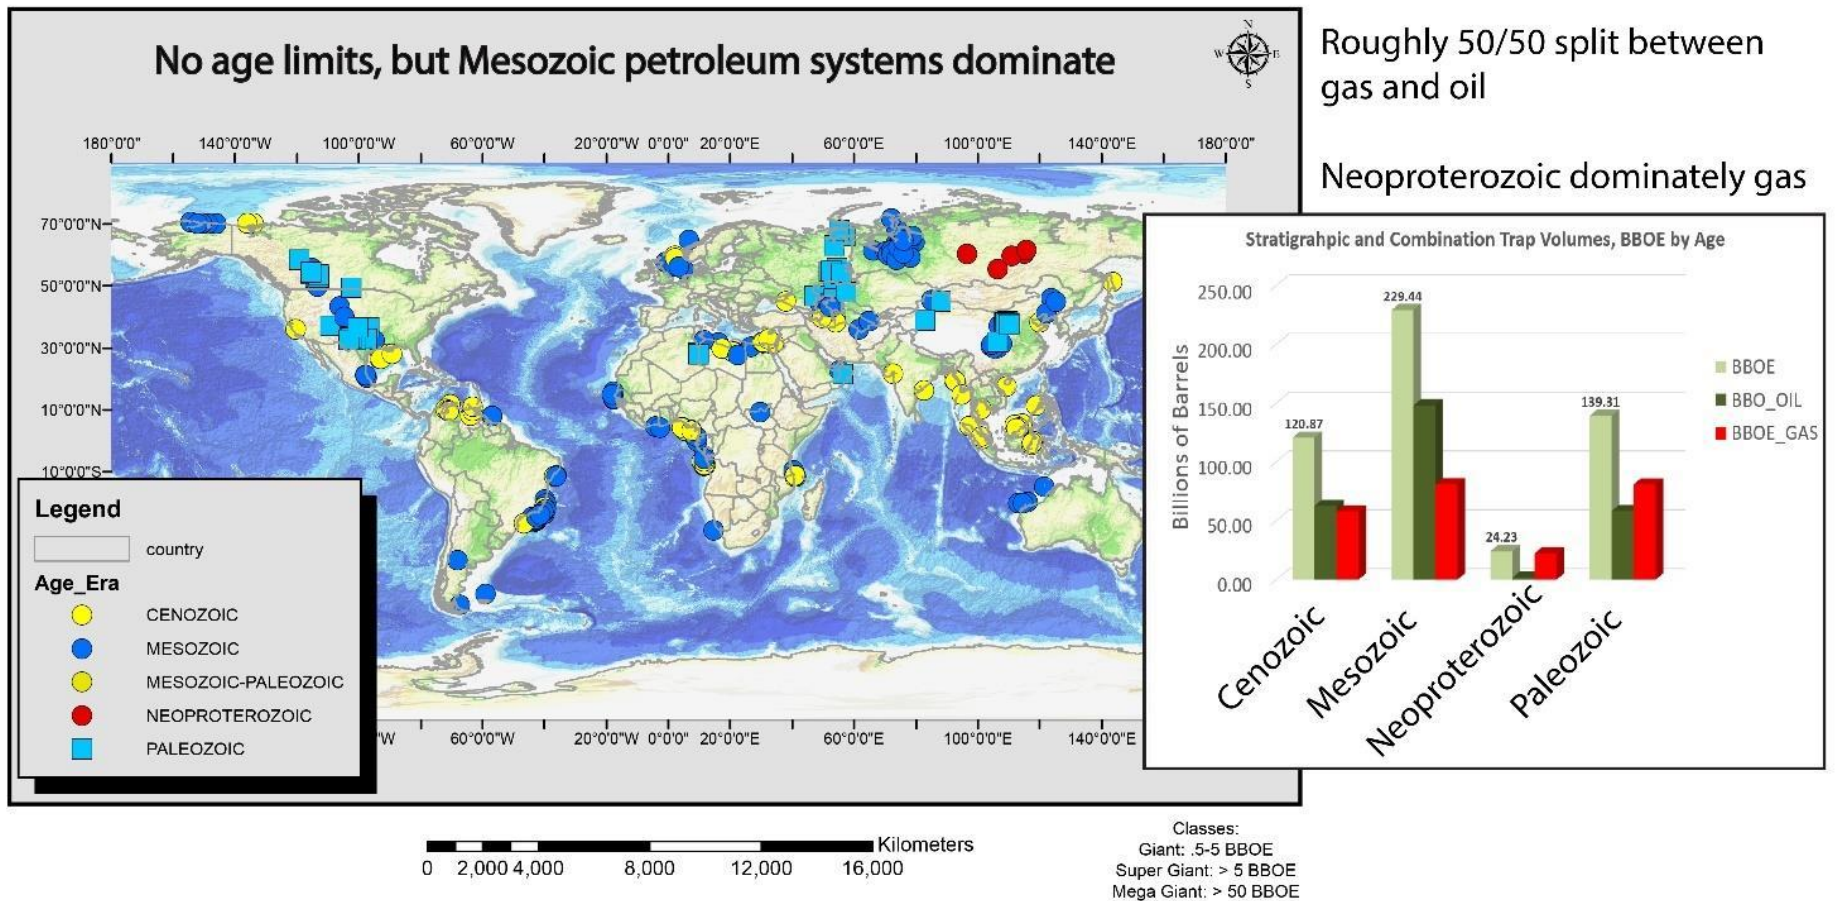 No age limits, but Mesozoic petroleum systems dominate
N
W E
S
180°0'0" 140°0'0"W 100°0'0"W 60°0'0"W 20°0'0"W 0°0'0" 20°0'0"E 60°0'0"E 100°0'0"E 140°0'0"E 180°0'0"
70°0'0"N
50°0'0"N
30°0'0"N
10°0'0"N
10°0'0"S
Legend
country
Age_Era
CENOZOIC
MESOZOIC
MESOZOIC-PALEOZOIC
NEOPROTEROZOIC
PALEOZOIC
"W 60°0'0"W 20°0'0"W 0°0'0" 20°0'0"E 60°0'0"E 100°0'0"E 140°0'0"E
Kilometers
0 2,000 4,000 8,000 12,000 16,000
Classes:
Giant: .5-5 BBOE
Super Giant: > 5 BBOE
Mega Giant: > 50 BBOE
Roughly 50/50 split between
gas and oil
Neoproterozoic dominately gas
Stratigrahpic and Combination Trap Volumes, BBOE by Age
Billions of Barrels
250.00
200.00
150.00
100.00
50.00
0.00
120.87
229.44
24.23
139.31
Cenozoic
Mesozoic
Neoproterozoic
Paleozoic
BBOE
BBO_OIL
BBOE_GAS